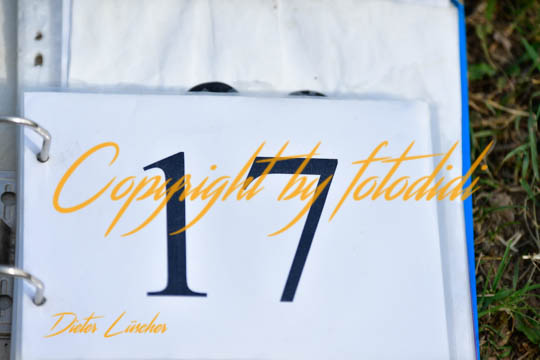 Copyright by fotodidi
17
Dieter Lüscher